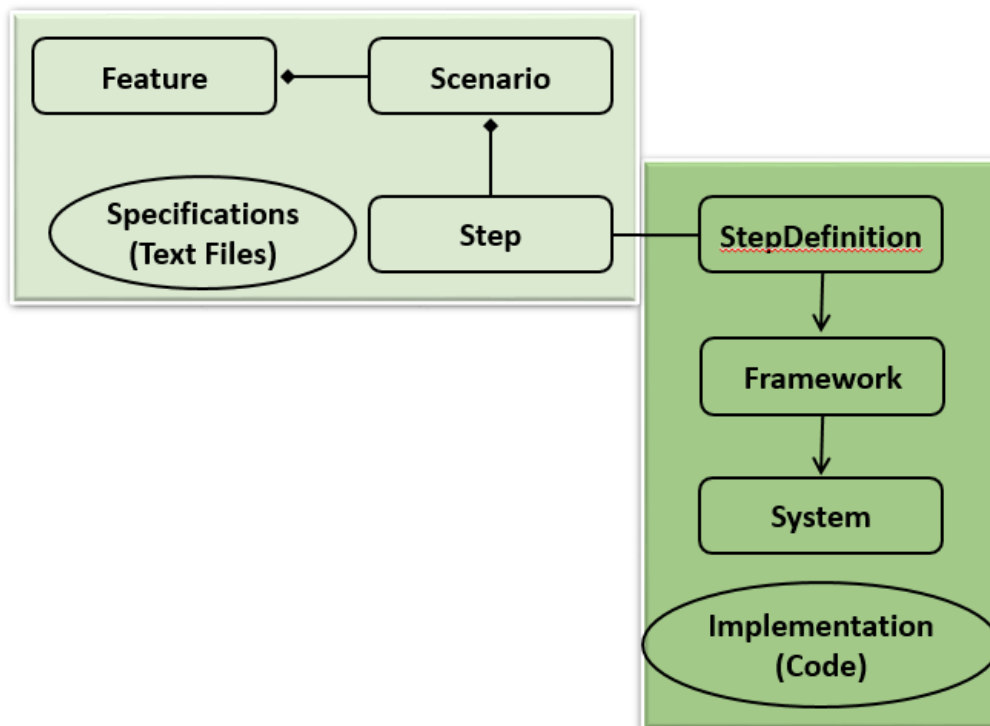 Feature
Scenario
Specifications
(Text Files)
Step
StepDefinition
Framework
System
Implementation
(Code)